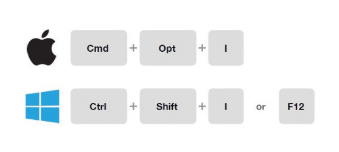 Cmd + Opt + I
Ctrl + Shift + I or F12